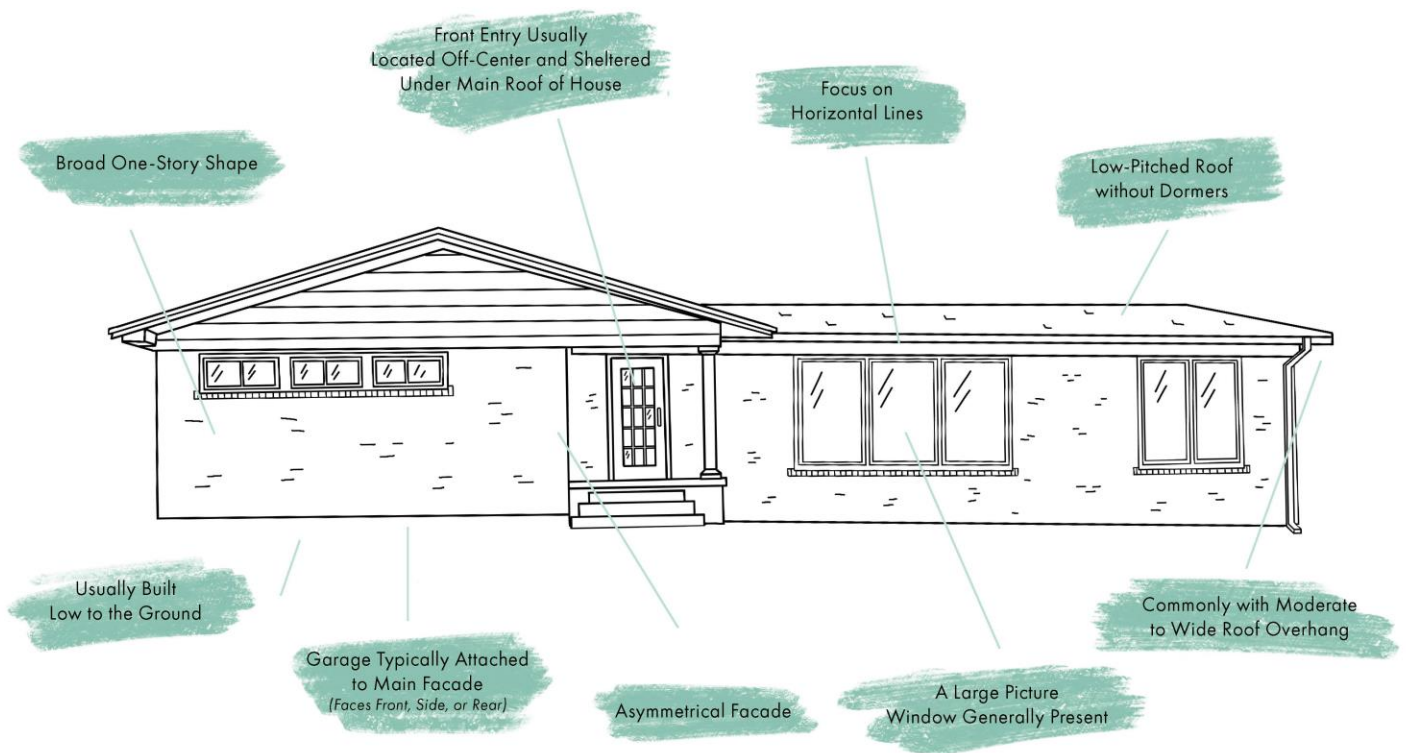 Front Entry Usually
Located Off-Center and Sheltered
Under Main Roof of House
Focus on
Horizontal Lines
Broad One-Story Shape
Low-Pitched Roof
without Dormers
Usually Built
Low to the Ground
Garage Typically Attached
to Main Facade
(Faces Front, Side, or Rear)
Asymmetrical Facade
A Large Picture
Window Generally Present
Commonly with Moderate
to Wide Roof Overhang